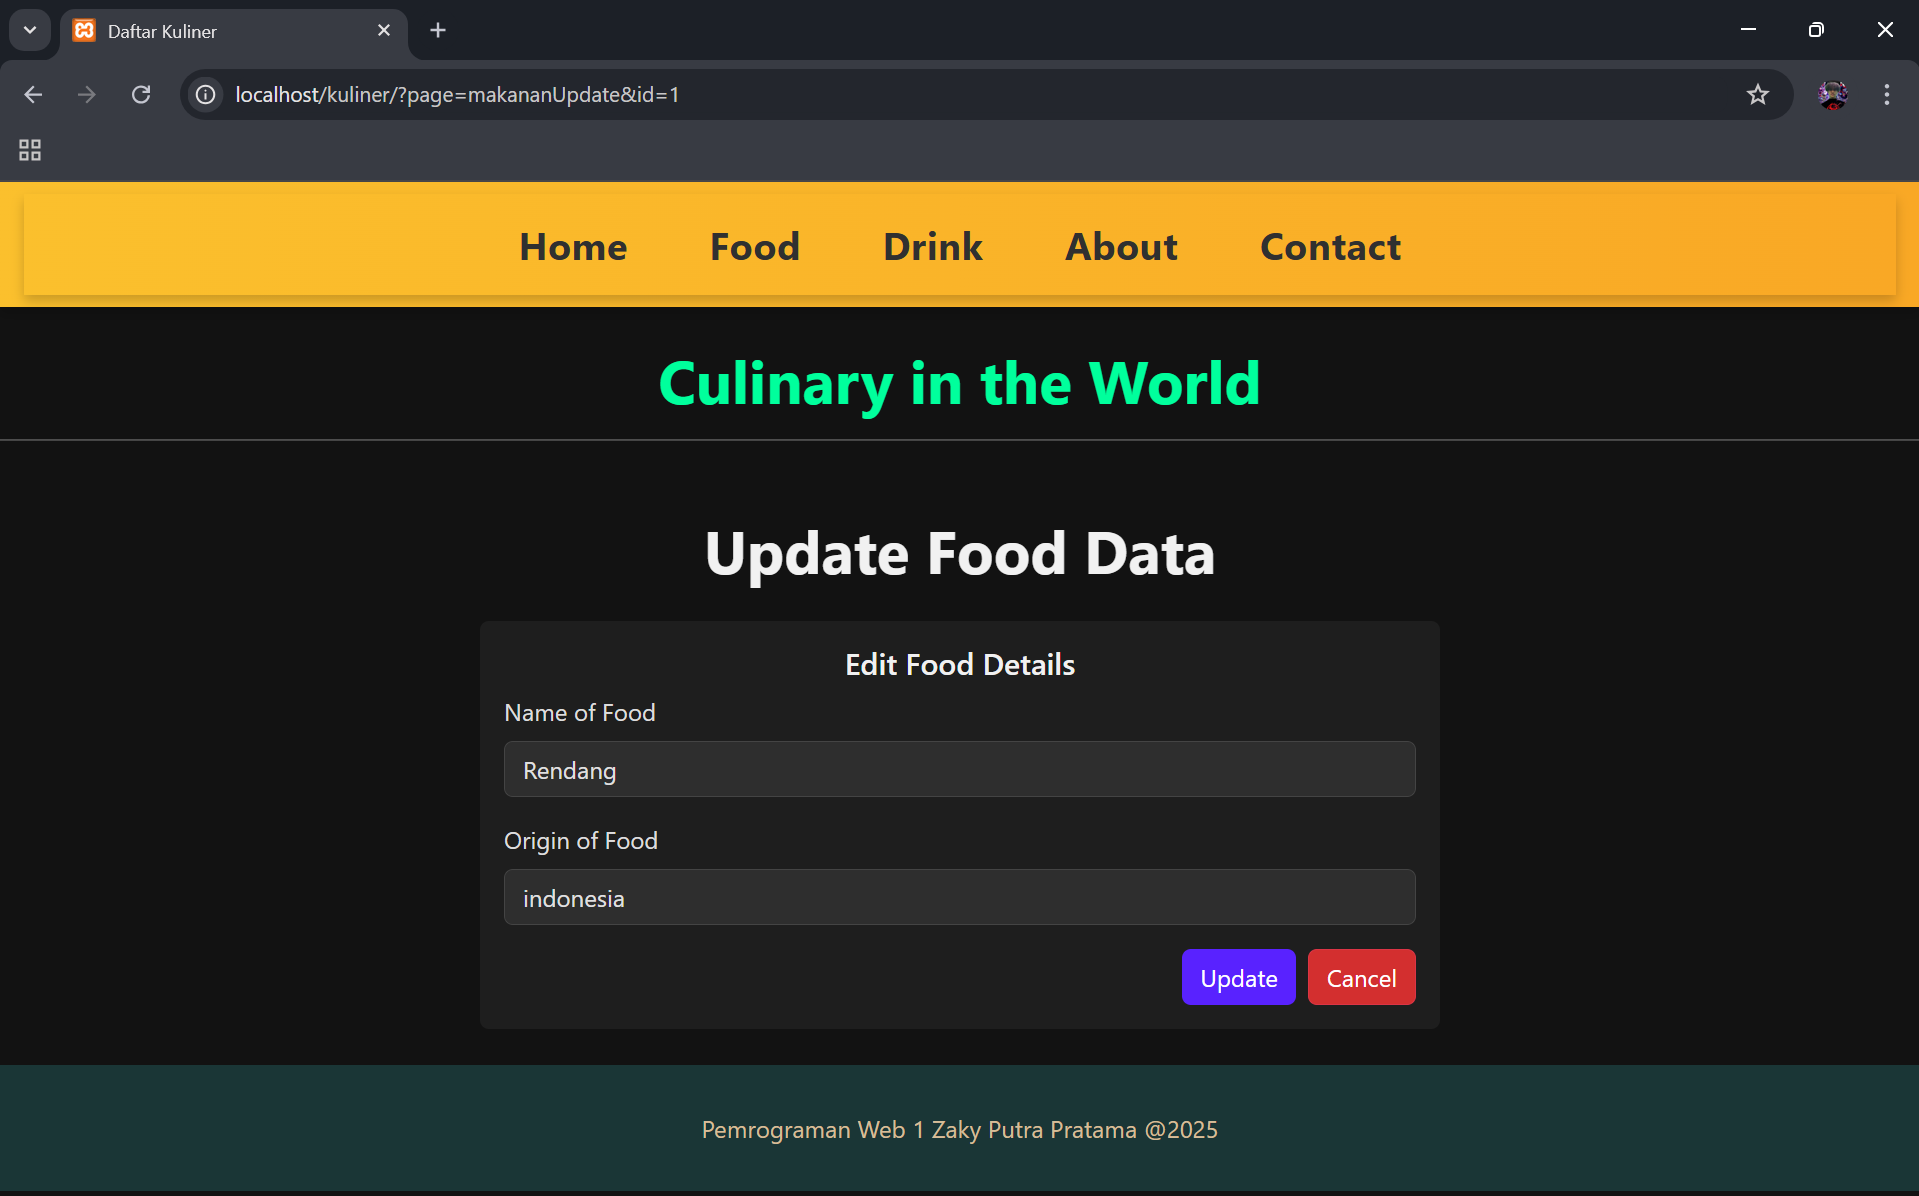 Daftar Kuliner
localhost/kuliner/?page=makananUpdate&id=1
Home Food Drink About Contact
Culinary in the World
Update Food Data
Edit Food Details
Name of Food
Rendang
Origin of Food
indonesia
Update Cancel
Pemrograman Web 1 Zaky Putra Pratama @2025